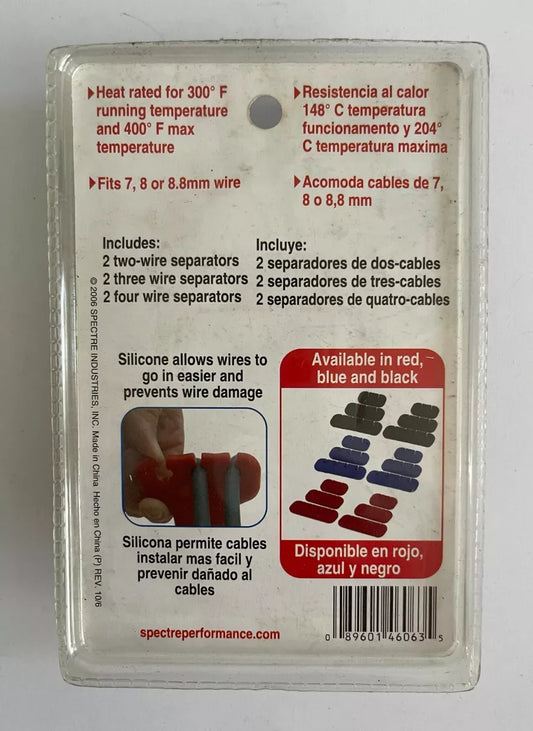 Heat rated for 300° F
running temperature
and 400° F max
temperature
Fits 7, 8 or 8.8mm wire
Resistencia al calor
148° C temperatura
funcionamento y 204°
C temperatura maxima
Acomoda cables de 7,
8 o 8,8 mm
Includes:
2 two-wire separators
2 three wire separators
2 four wire separators
Incluye:
2 separadores de dos-cables
2 separadores de tres-cables
2 separadores de quatro-cables
© 2006 SPECTRE INDUSTRIES, INC. Made in China Hecho en China (P) REV. 10/6
Silicone allows wires to
go in easier and
prevents wire damage
Silicona permite cables
instalar mas facil y
prevenir dañado al
cables
Available in red,
blue and black
Disponible en rojo,
azul y negro
spectreperformance.com
0 89601 46063 5